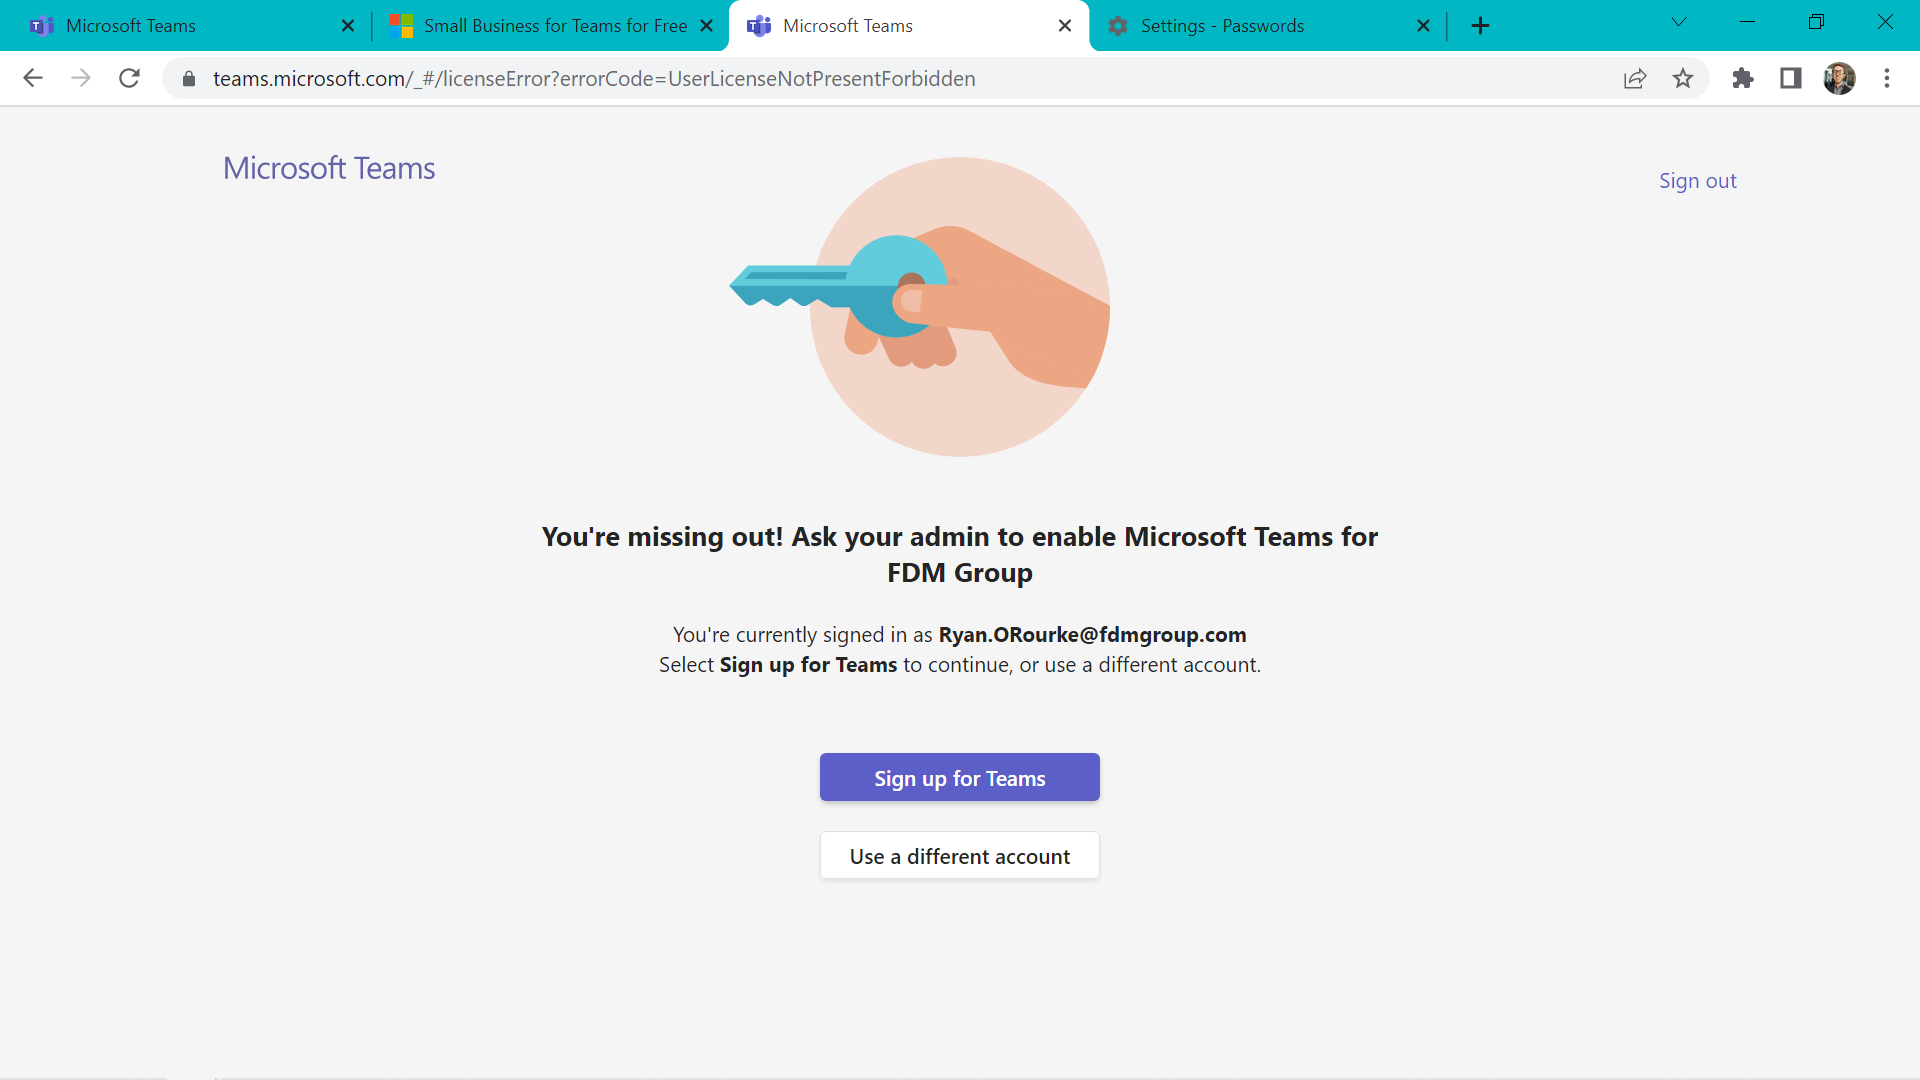 Microsoft Teams
Small Business for Teams for Free
Microsoft Teams
Settings - Passwords
teams.microsoft.com/_#/licenseError?errorCode=UserLicenseNotPresentForbidden
Microsoft Teams
Sign out
You're missing out! Ask your admin to enable Microsoft Teams for
FDM Group
You're currently signed in as Ryan.ORourke@fdmgroup.com
Select Sign up for Teams to continue, or use a different account.
Sign up for Teams
Use a different account